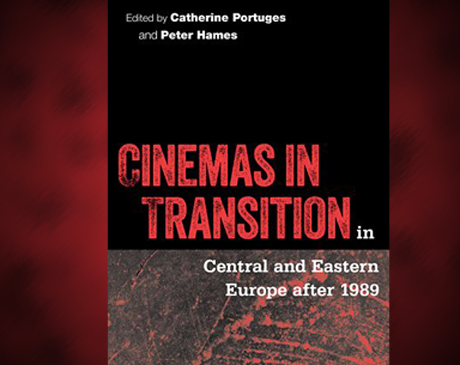 Edited by Catherine Portuges
and Peter Hames
CINEMAS IN
TRANSITION in
Central and Eastern
Europe after 1989